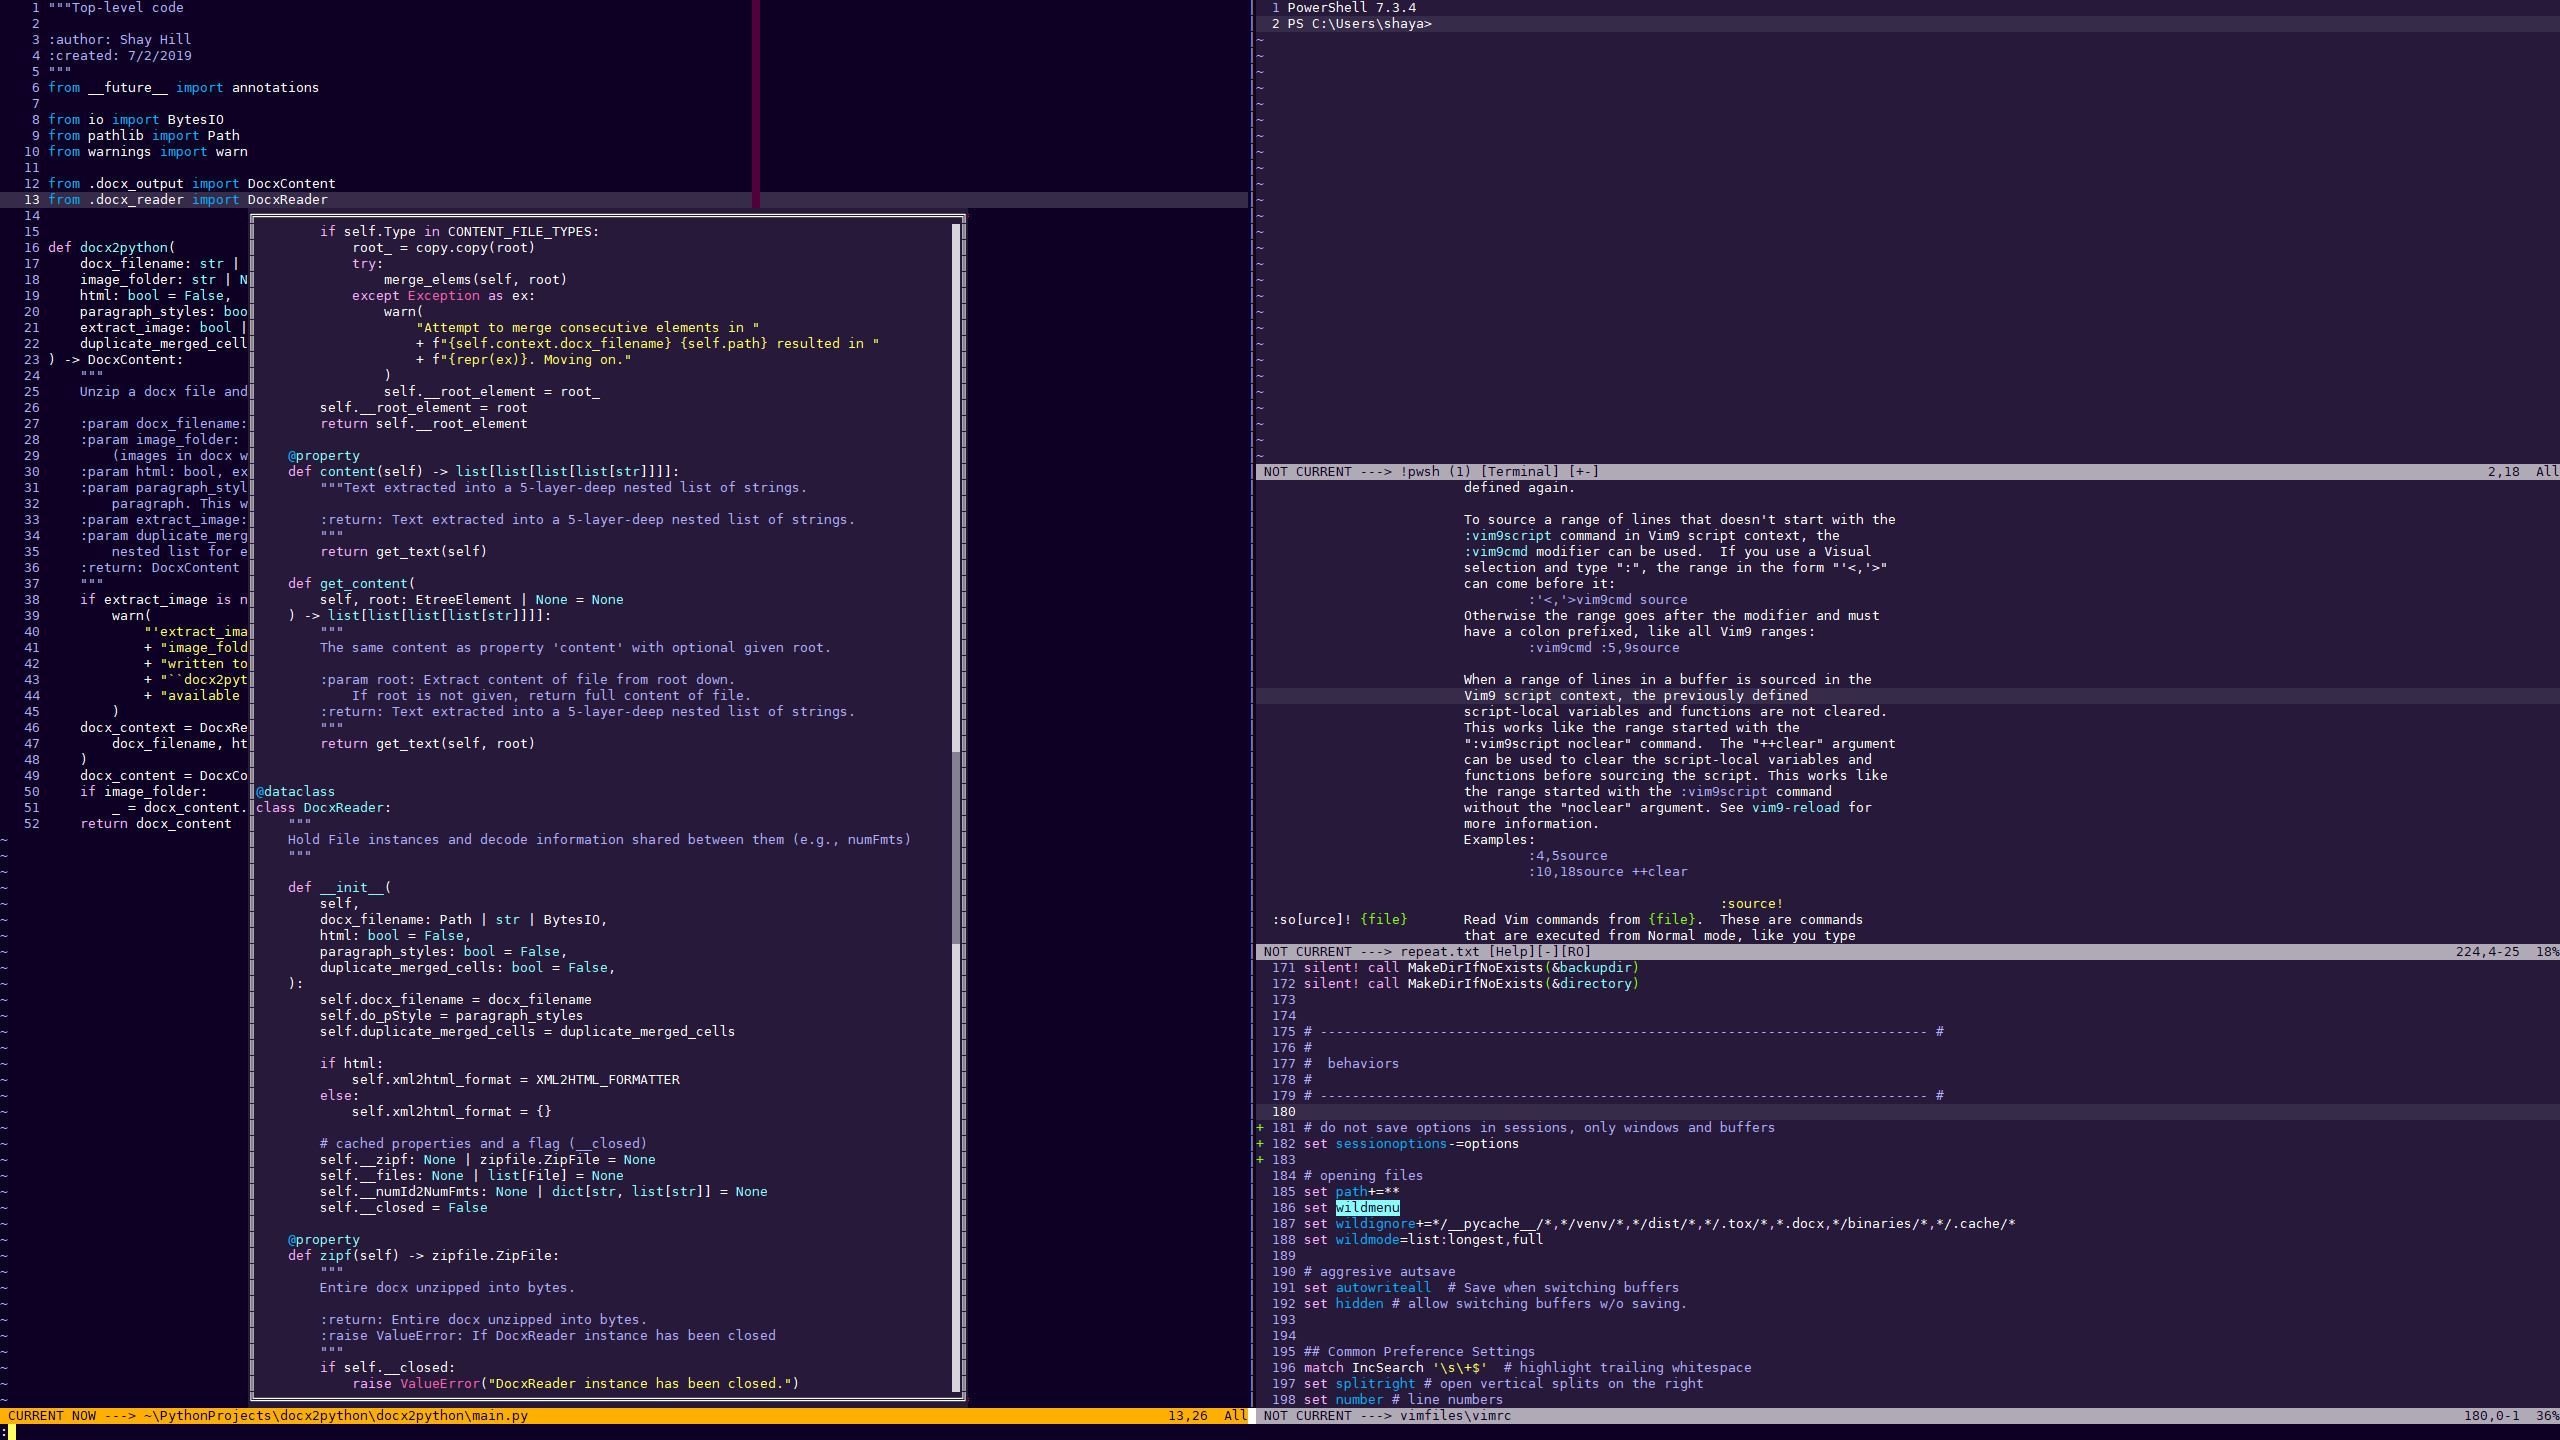 1 """Top-level code
2
3 :author: Shay Hill
4 :created: 7/2/2019
5 """
6 from __future__ import annotations
7
8 from io import BytesIO
9 from pathlib import Path
10 from warnings import warn
11
12 from .docx_output import DocxContent
13 from .docx_reader import DocxReader
14
15
16 def docx2python(
17     docx_filename: str |
18     image_folder: str | N
19     html: bool = False,
20     paragraph_styles: boo
21     extract_image: bool |
22     duplicate_merged_cell
23 ) -> DocxContent:
24     """
25     Unzip a docx file and
26
27     :param docx_filename:
28     :param image_folder:
29         (images in docx w
30     :param html: bool, ex
31     :param paragraph_styl
32         paragraph. This w
33     :param extract_image:
34     :param duplicate_merg
35         nested list for e
36     :return: DocxContent
37     """
38     if extract_image is n
39         warn(
40             "'extract_ima
41             + "image_fold
42             + "written to
43             + "``docx2pyt
44             + "available
45         )
46     docx_context = DocxRe
47         docx_filename, ht
48     )
49     docx_content = DocxCo
50     if image_folder:
51         _ = docx_content.
52     return docx_content
        if self.Type in CONTENT_FILE_TYPES:
            root_ = copy.copy(root)
            try:
                merge_elems(self, root)
            except Exception as ex:
                warn(
                    "Attempt to merge consecutive elements in "
                    + f"{self.context.docx_filename} {self.path} resulted in "
                    + f"{repr(ex)}. Moving on."
                )
                self.__root_element = root_
        self.__root_element = root
        return self.__root_element

    @property
    def content(self) -> list[list[list[list[str]]]]:
        """Text extracted into a 5-layer-deep nested list of strings.

        :return: Text extracted into a 5-layer-deep nested list of strings.
        """
        return get_text(self)

    def get_content(
        self, root: EtreeElement | None = None
    ) -> list[list[list[list[str]]]]:
        """
        The same content as property 'content' with optional given root.

        :param root: Extract content of file from root down.
            If root is not given, return full content of file.
        :return: Text extracted into a 5-layer-deep nested list of strings.
        """
        return get_text(self, root)


@dataclass
class DocxReader:
    """
    Hold File instances and decode information shared between them (e.g., numFmts)
    """

    def __init__(
        self,
        docx_filename: Path | str | BytesIO,
        html: bool = False,
        paragraph_styles: bool = False,
        duplicate_merged_cells: bool = False,
    ):
        self.docx_filename = docx_filename
        self.do_pStyle = paragraph_styles
        self.duplicate_merged_cells = duplicate_merged_cells

        if html:
            self.xml2html_format = XML2HTML_FORMATTER
        else:
            self.xml2html_format = {}

        # cached properties and a flag (__closed)
        self.__zipf: None | zipfile.ZipFile = None
        self.__files: None | list[File] = None
        self.__numId2NumFmts: None | dict[str, list[str]] = None
        self.__closed = False

    @property
    def zipf(self) -> zipfile.ZipFile:
        """
        Entire docx unzipped into bytes.

        :return: Entire docx unzipped into bytes.
        :raise ValueError: If DocxReader instance has been closed
        """
        if self.__closed:
            raise ValueError("DocxReader instance has been closed.")
CURRENT NOW ---> ~\PythonProjects\docx2python\docx2python\main.py 13,26 All
:
1 PowerShell 7.3.4
2 PS C:\Users\shaya>
NOT CURRENT ---> !pwsh (1) [Terminal] [+-] 2,18 All
defined again.

To source a range of lines that doesn't start with the
:vim9script command in Vim9 script context, the
:vim9cmd modifier can be used.  If you use a Visual
selection and type ":", the range in the form "'<,'>"
can come before it:
        :'<,'>vim9cmd source
Otherwise the range goes after the modifier and must
have a colon prefixed, like all Vim9 ranges:
        :vim9cmd :5,9source

When a range of lines in a buffer is sourced in the
Vim9 script context, the previously defined
script-local variables and functions are not cleared.
This works like the range started with the
":vim9script noclear" command.  The "++clear" argument
can be used to clear the script-local variables and
functions before sourcing the script. This works like
the range started with the :vim9script command
without the "noclear" argument. See vim9-reload for
more information.
Examples:
        :4,5source
        :10,18source ++clear

:source!
:so[urce]! {file}       Read Vim commands from {file}.  These are commands
that are executed from Normal mode, like you type
NOT CURRENT ---> repeat.txt [Help][-][RO] 224,4-25 18%
171 silent! call MakeDirIfNoExists(&backupdir)
172 silent! call MakeDirIfNoExists(&directory)
173
174
175 # ---------------------------------------------------------------------------- #
176 #
177 #  behaviors
178 #
179 # ---------------------------------------------------------------------------- #
180
+ 181 # do not save options in sessions, only windows and buffers
+ 182 set sessionoptions-=options
+ 183
184 # opening files
185 set path+=**
186 set wildmenu
187 set wildignore+=*/__pycache__/*,*/venv/*,*/dist/*,*/.tox/*,*.docx,*/binaries/*,*/.cache/*
188 set wildmode=list:longest,full
189
190 # aggresive autsave
191 set autowriteall  # Save when switching buffers
192 set hidden # allow switching buffers w/o saving.
193
194
195 ## Common Preference Settings
196 match IncSearch '\s\+$'  # highlight trailing whitespace
197 set splitright # open vertical splits on the right
198 set number # line numbers
NOT CURRENT ---> vimfiles\vimrc 180,0-1 36%